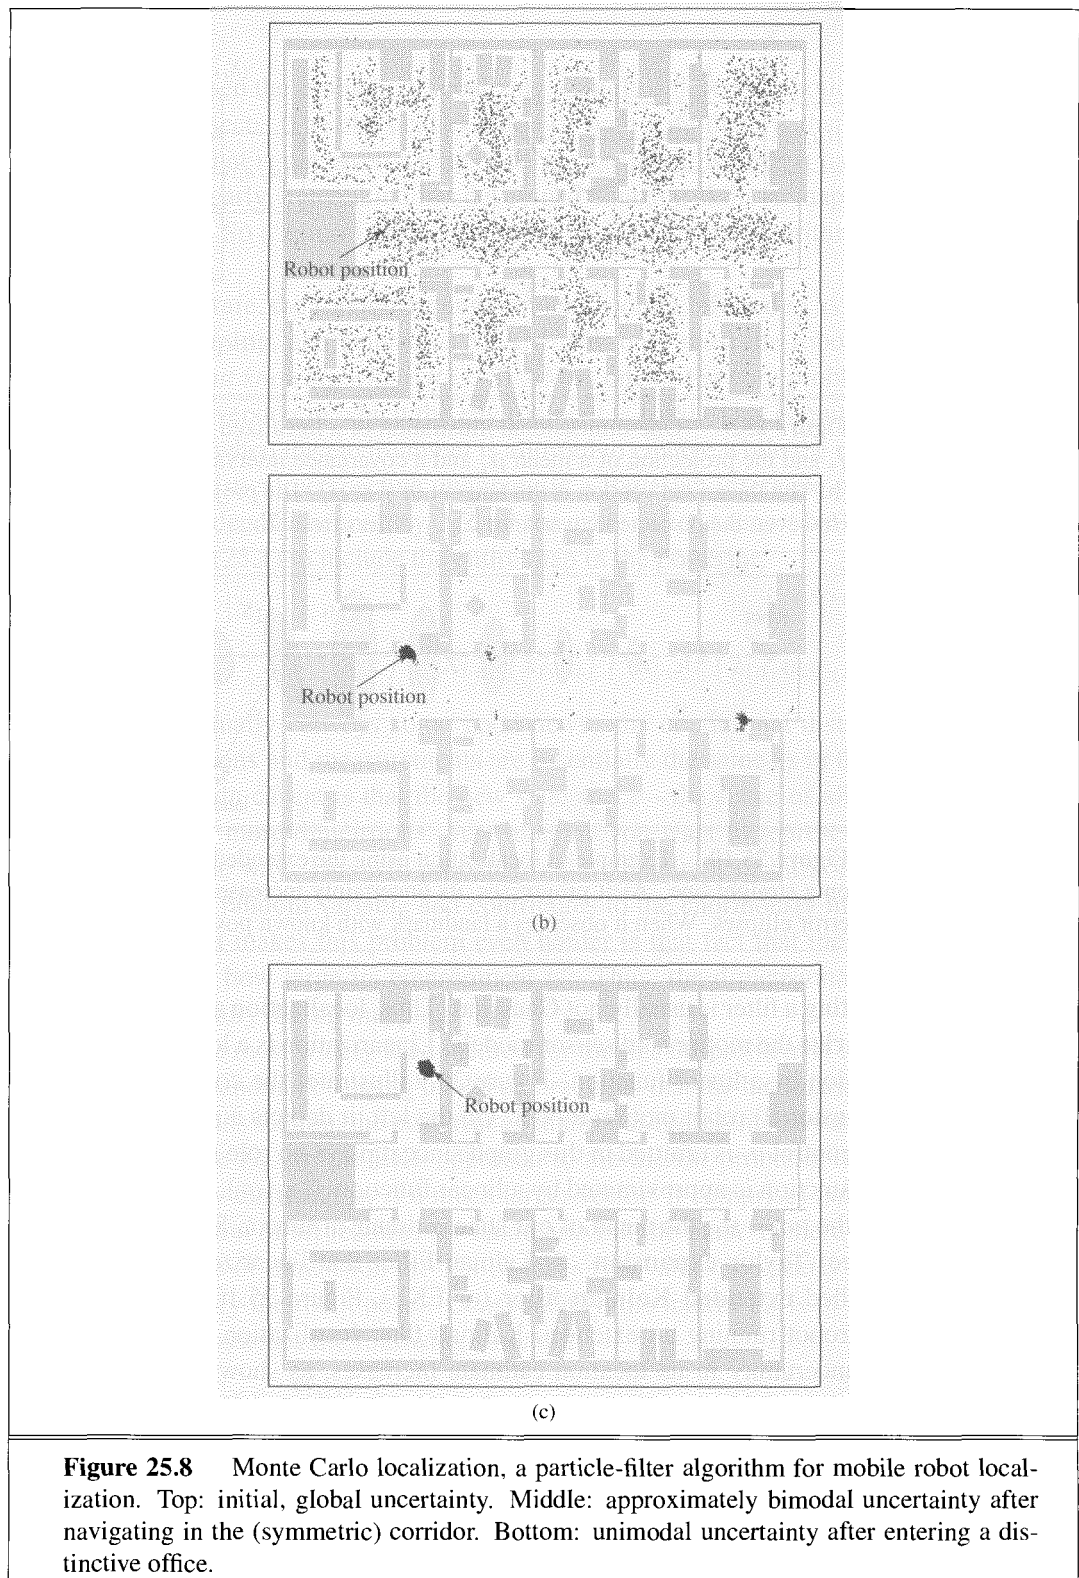 Robot position
Robot position
(b)
Robot position
(c)
Figure 25.8 Monte Carlo localization, a particle-filter algorithm for mobile robot local-
ization. Top: initial, global uncertainty. Middle: approximately bimodal uncertainty after
navigating in the (symmetric) corridor. Bottom: unimodal uncertainty after entering a dis-
tinctive office.